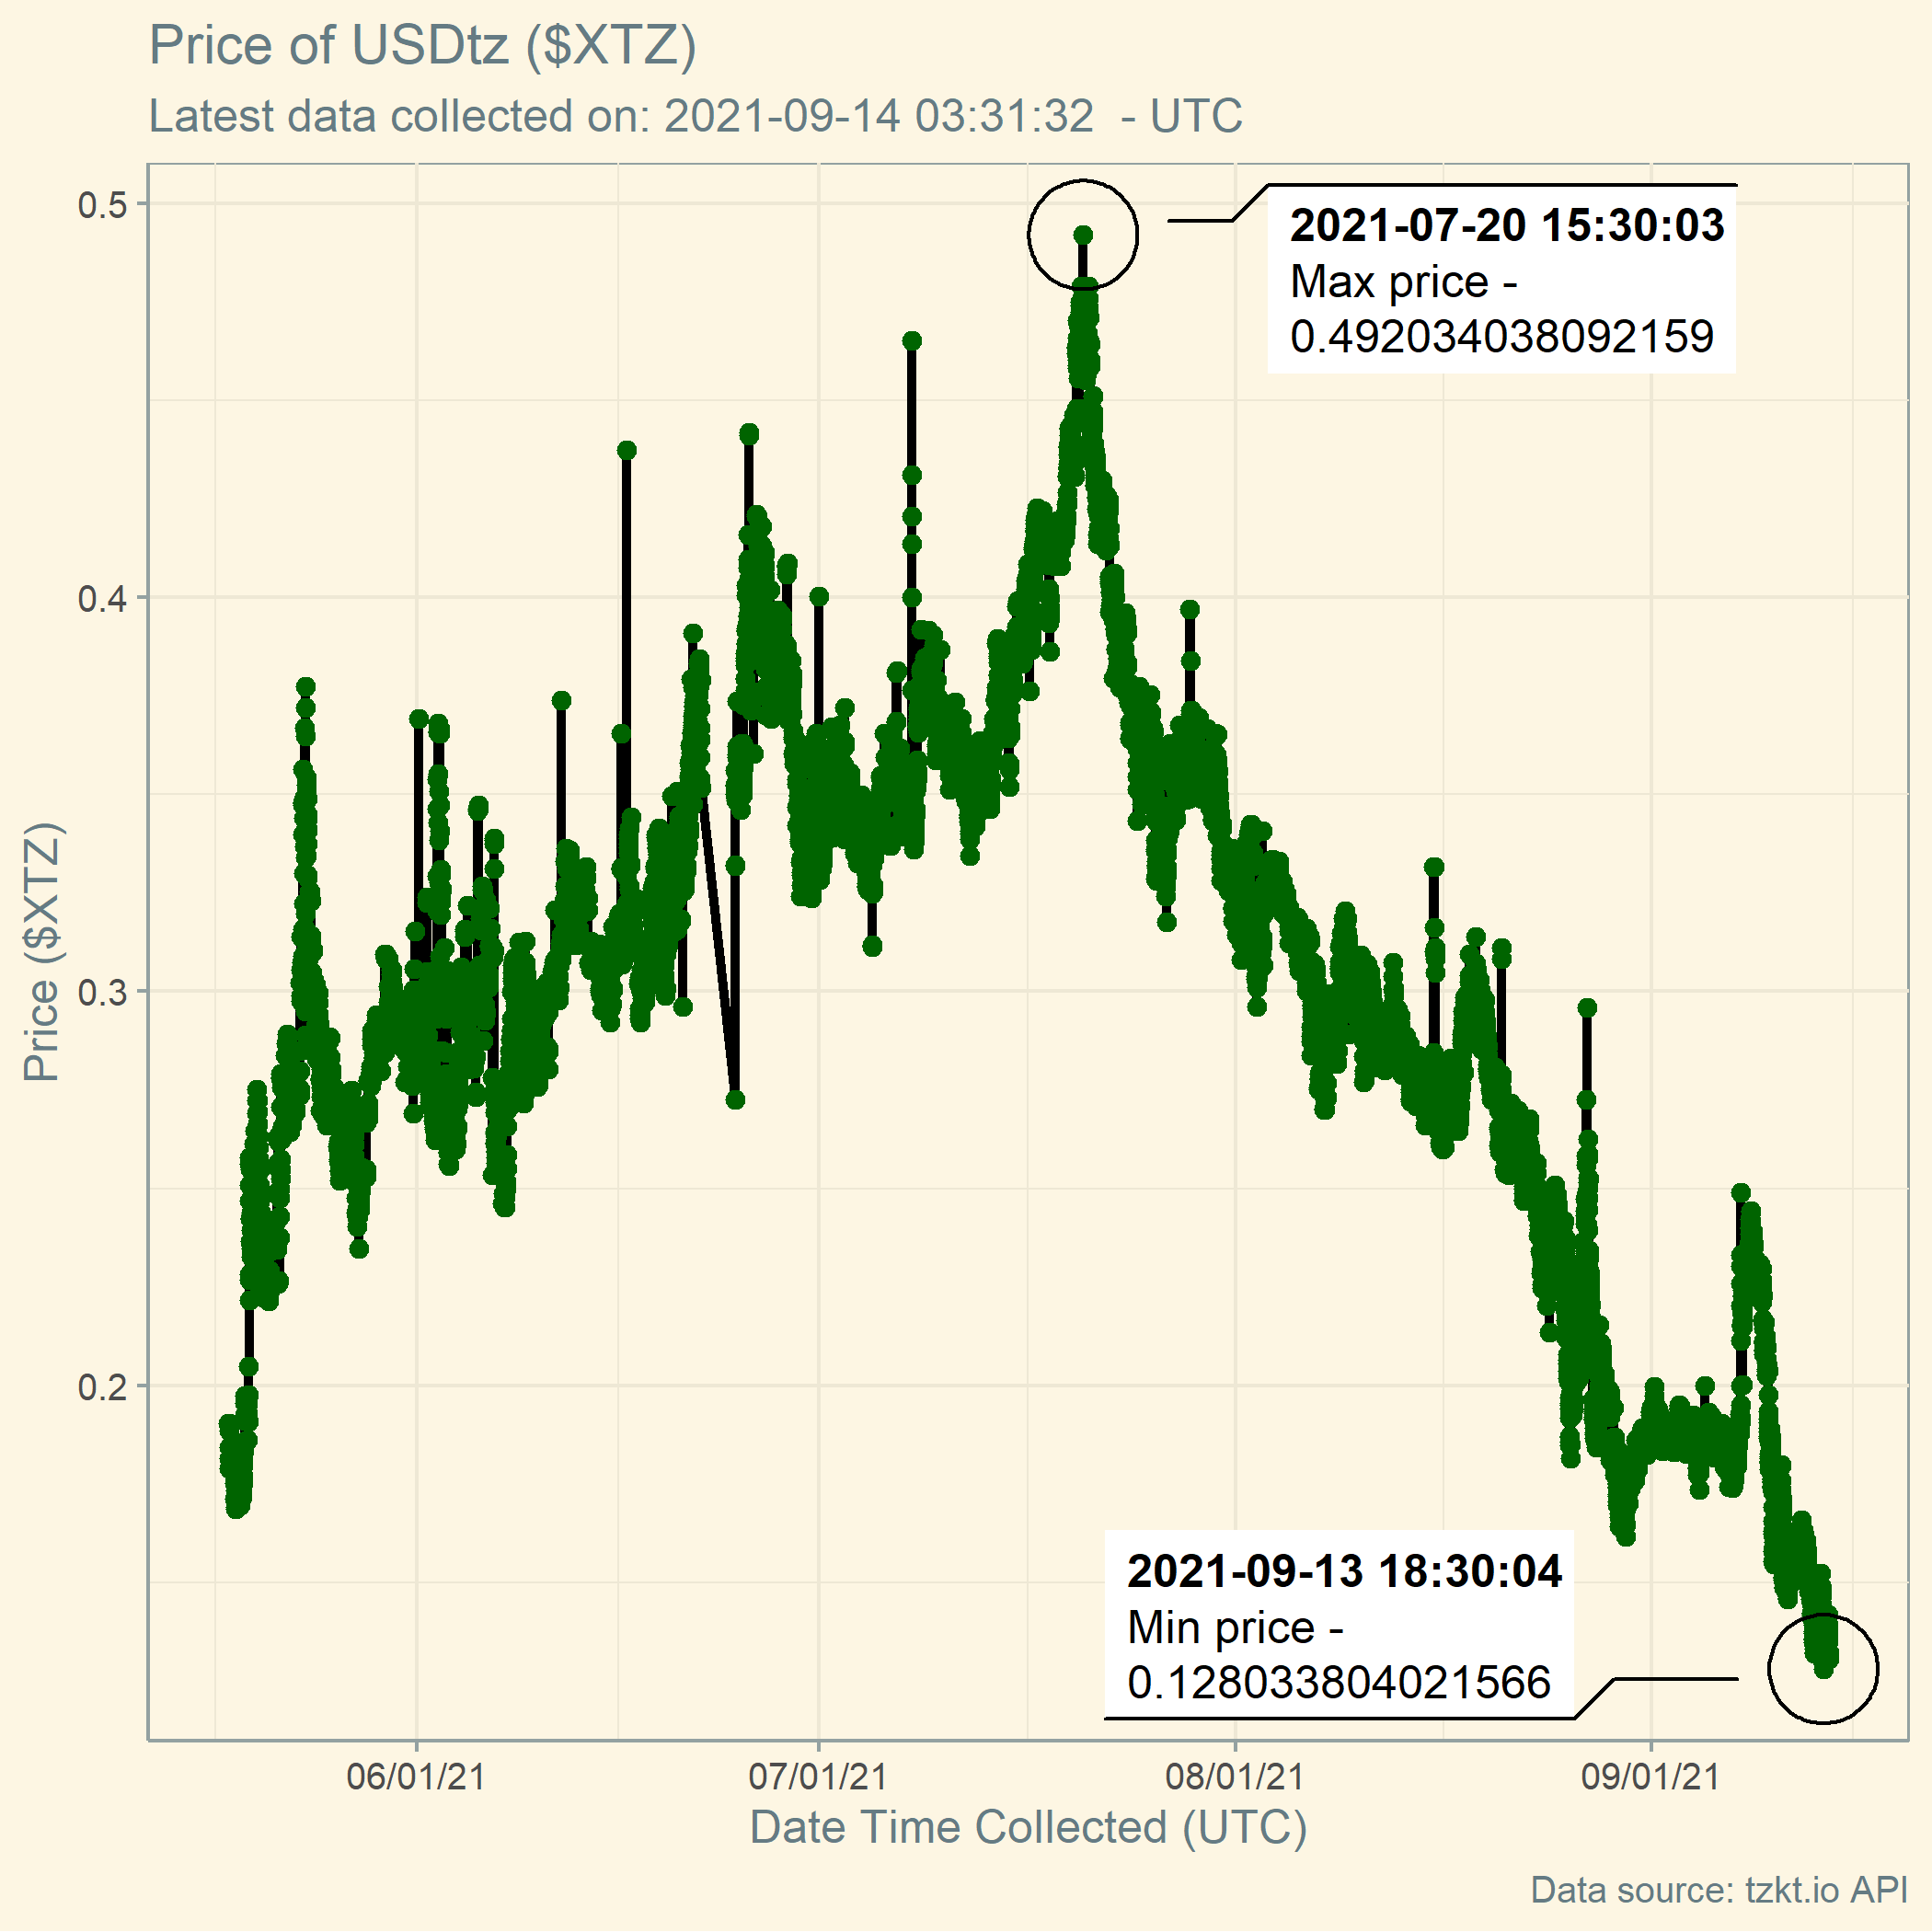 Price of USDtz ($XTZ)
Latest data collected on: 2021-09-14 03:31:32  - UTC
2021-07-20 15:30:03
Max price -
0.492034038092159
0.5
0.4
0.3
0.2
Price ($XTZ)
2021-09-13 18:30:04
Min price -
0.128033804021566
06/01/21
07/01/21
08/01/21
09/01/21
Date Time Collected (UTC)
Data source: tzkt.io API